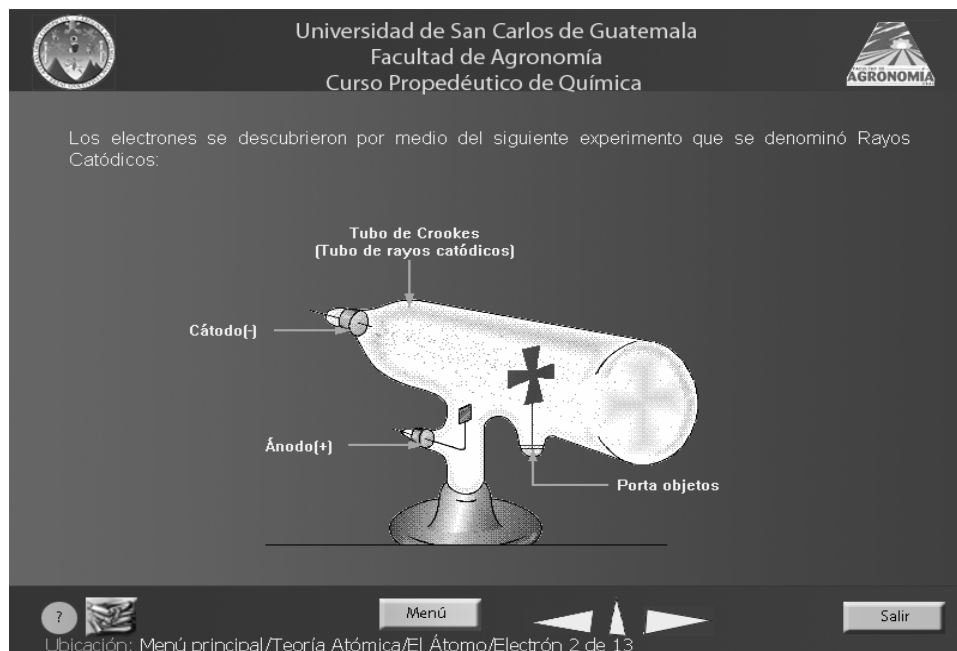 Universidad de San Carlos de Guatemala
Facultad de Agronomía
Curso Propedéutico de Química
AGRONOMÍA
Los electrones se descubrieron por medio del siguiente experimento que se denominó Rayos
Catódicos:
Tubo de Crookes
(Tubo de rayos catódicos)
Cátodo(-)
Ánodo(+)
Porta objetos
?
Menú
Salir
Ubicación: Menú principal/Teoría Atómica/El Átomo/Electrón 2 de 13